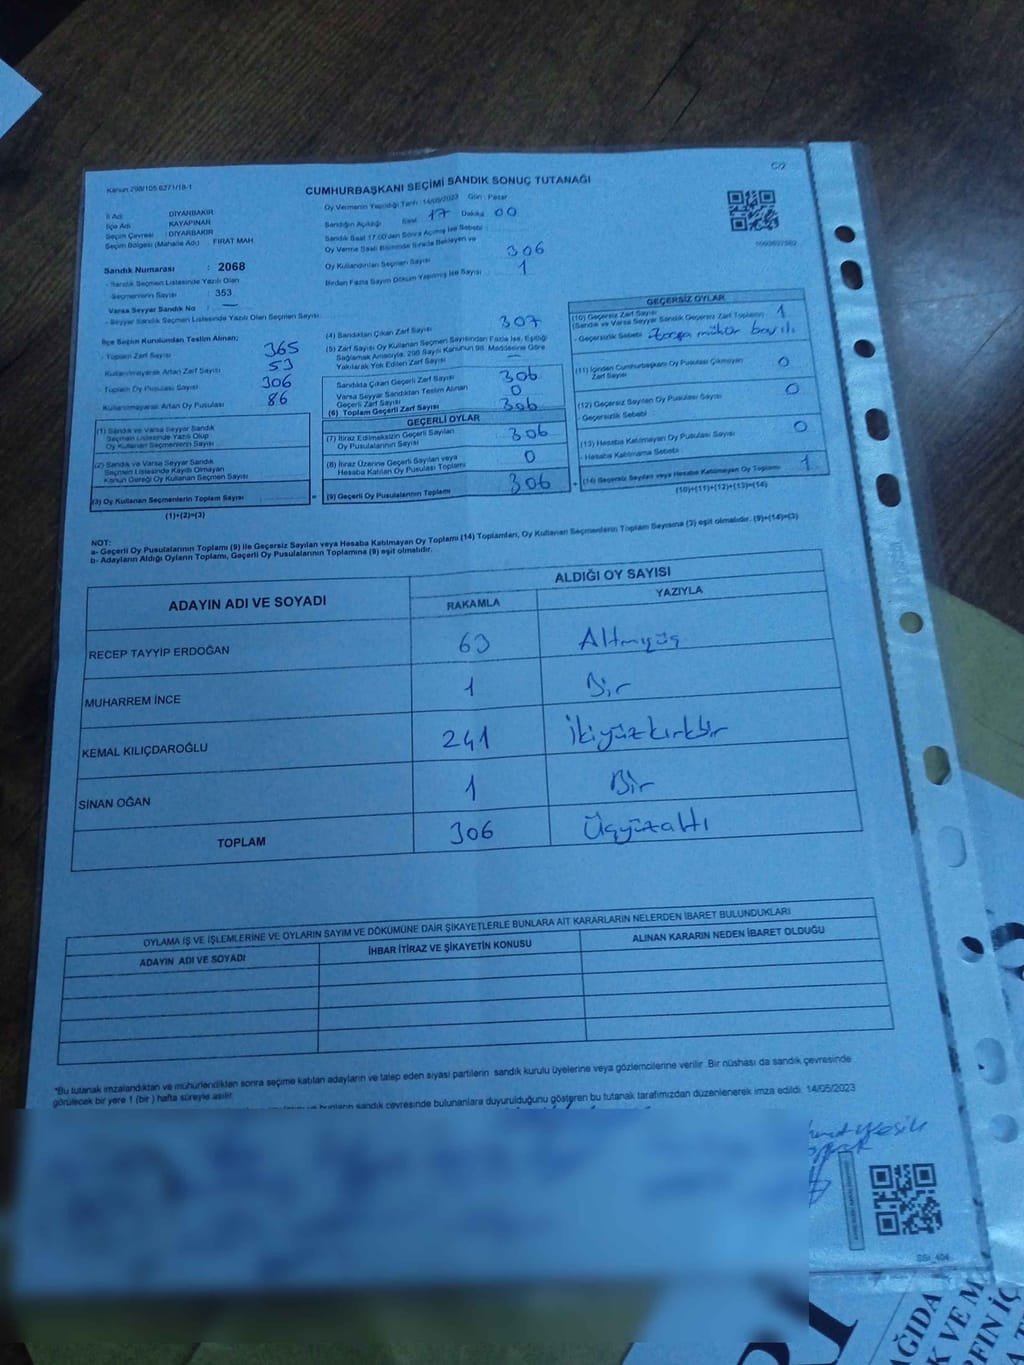 Kanun 298/105 6271/18-1
C/2
CUMHURBAŞKANI SEÇİMİ SANDIK SONUÇ TUTANAĞI
İl Adı : DİYARBAKIR
İlçe Adı : KAYAPINAR
Seçim Çevresi : DİYARBAKIR
Seçim Bölgesi (Mahalle Adı) : FIRAT MAH.
Sandık Numarası : 2068
- Sandık Seçmen Listesinde Yazılı Olan
Seçmenlerin Sayısı : 353
Varsa Seyyar Sandık No : —
- Seyyar Sandık Seçmen Listesinde Yazılı Olan Seçmen Sayısı :
Oy Vermenin Yapıldığı Tarih : 14/05/2023 Gün : Pazar
Sandığın Açıldığı Saat 17 Dakika 00
Sandık Saat 17.00'den Sonra Açılmış İse Sebebi :
Oy Verme Saati Bitiminde Sırada Bekleyen ve
Oy Kullandırılan Seçmen Sayısı : 306
Birden Fazla Sayım Döküm Yapılmış İse Sayısı : 1
İlçe Seçim Kurulundan Teslim Alınan;
- Toplam Zarf Sayısı 365
Kullanılmayarak Artan Zarf Sayısı 53
Toplam Oy Pusulası Sayısı 306
- Kullanılmayarak Artan Oy Pusulası 86
(1) Sandık ve Varsa Seyyar Sandık
Seçmen Listesinde Yazılı Olup
Oy Kullanan Seçmenlerin Sayısı
(2) Sandık ve Varsa Seyyar Sandık
Seçmen Listesinde Kayıtlı Olmayan
Kanun Gereği Oy Kullanan Seçmen Sayısı
(3) Oy Kullanan Seçmenlerin Toplam Sayısı
(1)+(2)=(3)
(4) Sandıktan Çıkan Zarf Sayısı 307
(5) Zarf Sayısı Oy Kullanan Seçmen Sayısından Fazla İse, Eşitliği
Sağlamak Amacıyla, 298 Sayılı Kanunun 98. Maddesine Göre
Yakılarak Yok Edilen Zarf Sayısı —
Sandıkta Çıkan Geçerli Zarf Sayısı 306
Varsa Seyyar Sandıktan Teslim Alınan
Geçerli Zarf Sayısı 0
(6) Toplam Geçerli Zarf Sayısı 306
GEÇERLİ OYLAR
(7) İtiraz Edilmeksizin Geçerli Sayılan
Oy Pusulalarının Sayısı 306
(8) İtiraz Üzerine Geçerli Sayılan veya
Hesaba Katılan Oy Pusulası Toplamı 0
(9) Geçerli Oy Pusulalarının Toplamı 306
GEÇERSİZ OYLAR
(10) Geçersiz Zarf Sayısı
(Sandık ve Varsa Seyyar Sandık Geçersiz Zarf Toplamı) 1
- Geçersizlik Sebebi
(11) İçinden Cumhurbaşkanı Oy Pusulası Çıkmayan
Zarf Sayısı 0
(12) Geçersiz Sayılan Oy Pusulası Sayısı 0
- Geçersizlik Sebebi
(13) Hesaba Katılmayan Oy Pusulası Sayısı 0
- Hesaba Katılmama Sebebi :
(14) Geçersiz Sayılan veya Hesaba Katılmayan Oy Toplamı 1
(10)+(11)+(12)+(13)=(14)
NOT:
a- Geçerli Oy Pusulalarının Toplamı (9) ile Geçersiz Sayılan veya Hesaba Katılmayan Oy Toplamı (14) Toplamları, Oy Kullanan Seçmenlerin Toplam Sayısına (3) eşit olmalıdır. (9)+(14)=(3)
b- Adayların Aldığı Oyların Toplamı, Geçerli Oy Pusulalarının Toplamına (9) eşit olmalıdır.
ADAYIN ADI VE SOYADI
ALDIĞI OY SAYISI
RAKAMLA YAZIYLA
RECEP TAYYİP ERDOĞAN 63 Altmışüç
MUHARREM İNCE 1 Bir
KEMAL KILIÇDAROĞLU 241 İkiyüzkırkbir
SİNAN OĞAN 1 Bir
TOPLAM 306 Üçyüzaltı
OYLAMA İŞ VE İŞLEMLERİNE VE OYLARIN SAYIM VE DÖKÜMÜNE DAİR ŞİKAYETLERLE BUNLARA AİT KARARLARIN NELERDEN İBARET BULUNDUKLARI
ADAYIN ADI VE SOYADI İHBAR İTİRAZ VE ŞİKAYETİN KONUSU ALINAN KARARIN NEDEN İBARET OLDUĞU
*Bu tutanak imzalandıktan ve mühürlendikten sonra seçime katılan adayların ve talep eden siyasi partilerin sandık kurulu üyelerine veya gözlemcilerine verilir. Bir nüshası da sandık çevresinde
görülecek bir yere 1 (bir) hafta süreyle asılır.
sandık çevresinde bulunanlara duyurulduğunu gösteren bu tutanak tarafımızdan düzenlenerek imza edildi. 14/05/2023